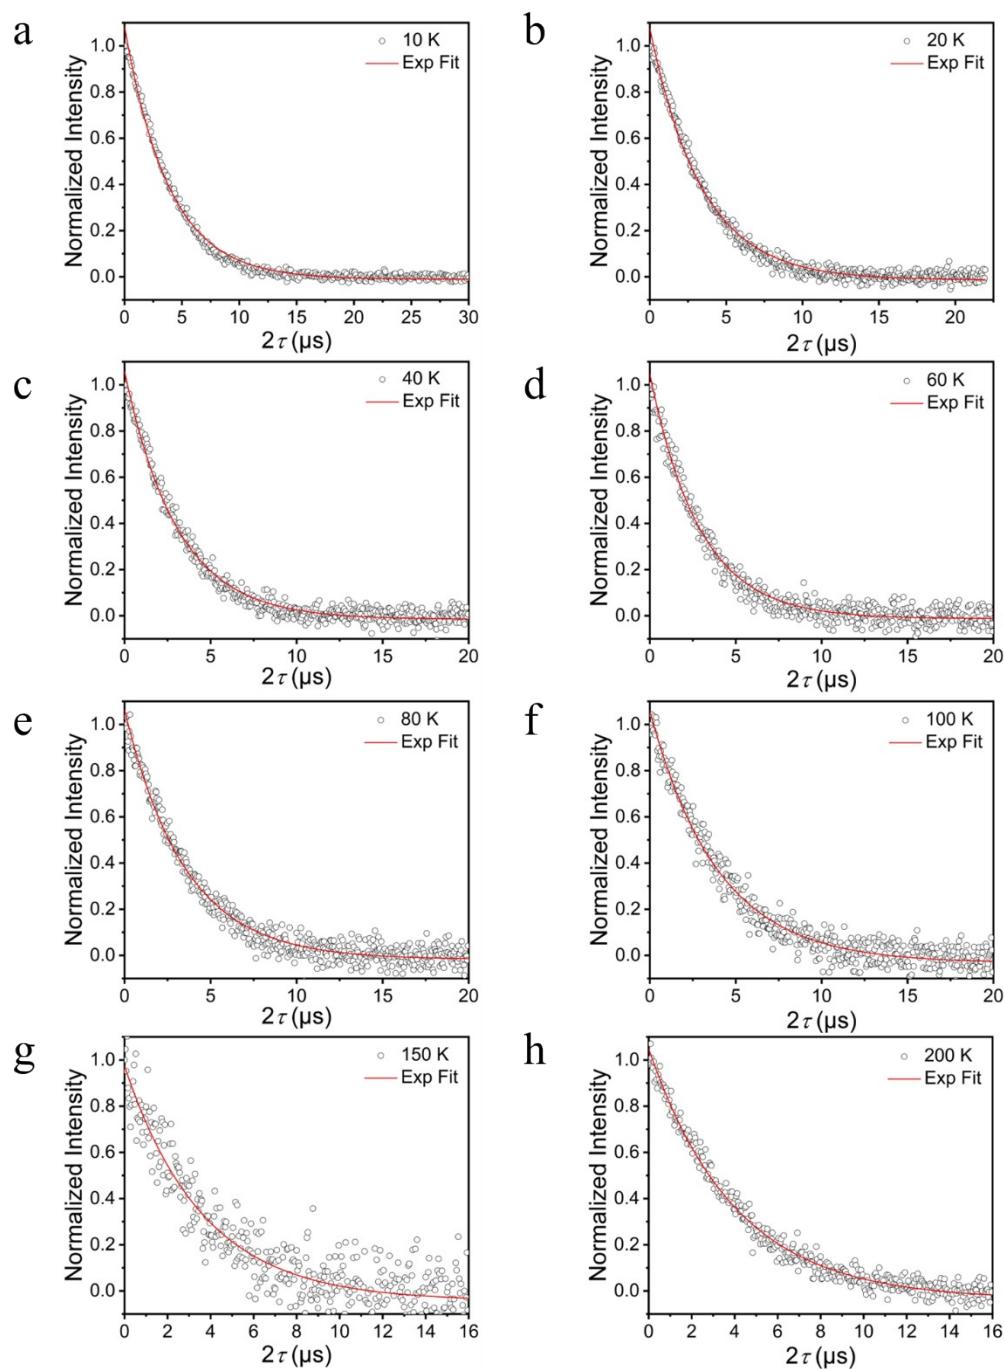 a
10 K
Exp Fit
Normalized Intensity
1.0
0.8
0.6
0.4
0.2
0.0
0 5 10 15 20 25 30
2τ (μs)
b
20 K
Exp Fit
Normalized Intensity
1.0
0.8
0.6
0.4
0.2
0.0
0 5 10 15 20
2τ (μs)
c
40 K
Exp Fit
Normalized Intensity
1.0
0.8
0.6
0.4
0.2
0.0
0 5 10 15 20
2τ (μs)
d
60 K
Exp Fit
Normalized Intensity
1.0
0.8
0.6
0.4
0.2
0.0
0 5 10 15 20
2τ (μs)
e
80 K
Exp Fit
Normalized Intensity
1.0
0.8
0.6
0.4
0.2
0.0
0 5 10 15 20
2τ (μs)
f
100 K
Exp Fit
Normalized Intensity
1.0
0.8
0.6
0.4
0.2
0.0
0 5 10 15 20
2τ (μs)
g
150 K
Exp Fit
Normalized Intensity
1.0
0.8
0.6
0.4
0.2
0.0
0 2 4 6 8 10 12 14 16
2τ (μs)
h
200 K
Exp Fit
Normalized Intensity
1.0
0.8
0.6
0.4
0.2
0.0
0 2 4 6 8 10 12 14 16
2τ (μs)